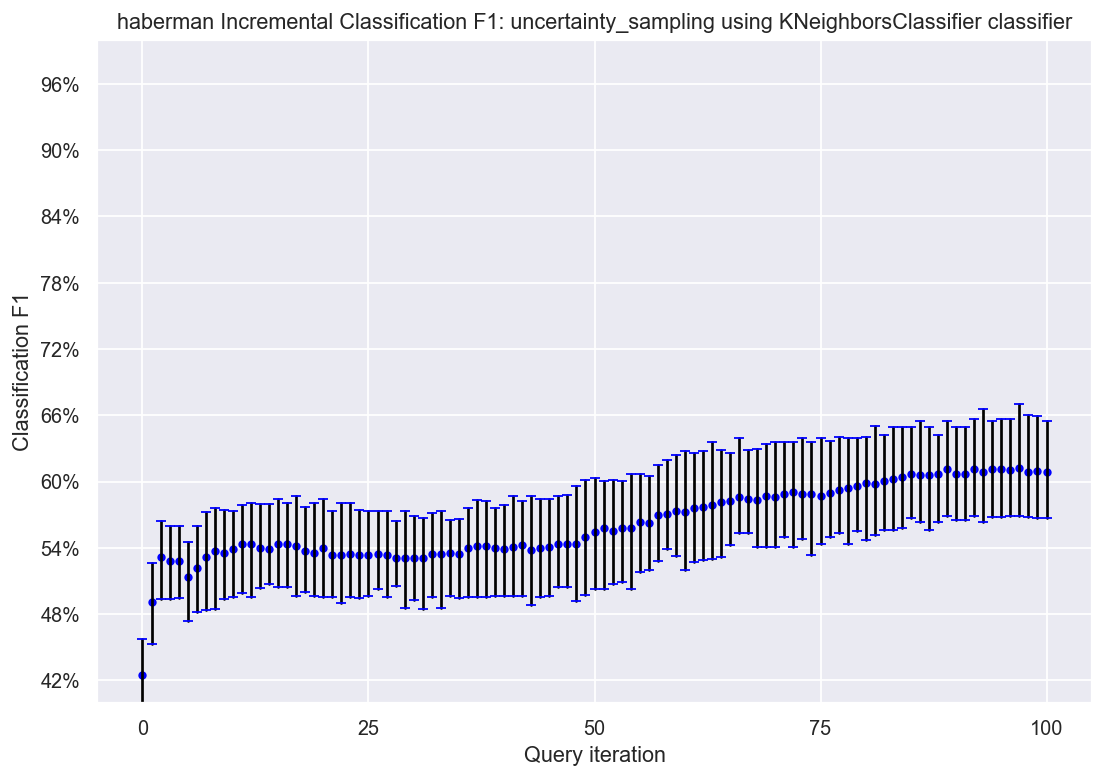 haberman Incremental Classification F1: uncertainty_sampling using KNeighborsClassifier classifier
96%
90%
84%
78%
72%
66%
60%
54%
48%
42%
Classification F1
0 25 50 75 100
Query iteration